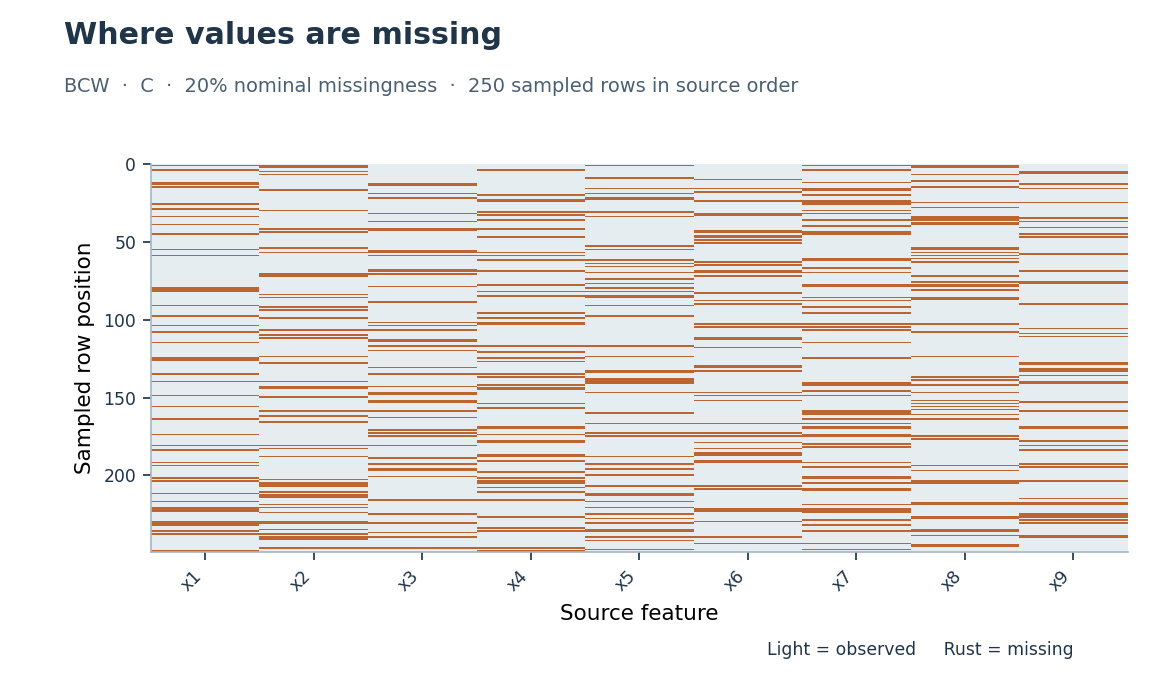 Where values are missing
BCW · C · 20% nominal missingness · 250 sampled rows in source order
0
50
100
150
200
Sampled row position
x1 x2 x3 x4 x5 x6 x7 x8 x9
Source feature
Light = observed Rust = missing